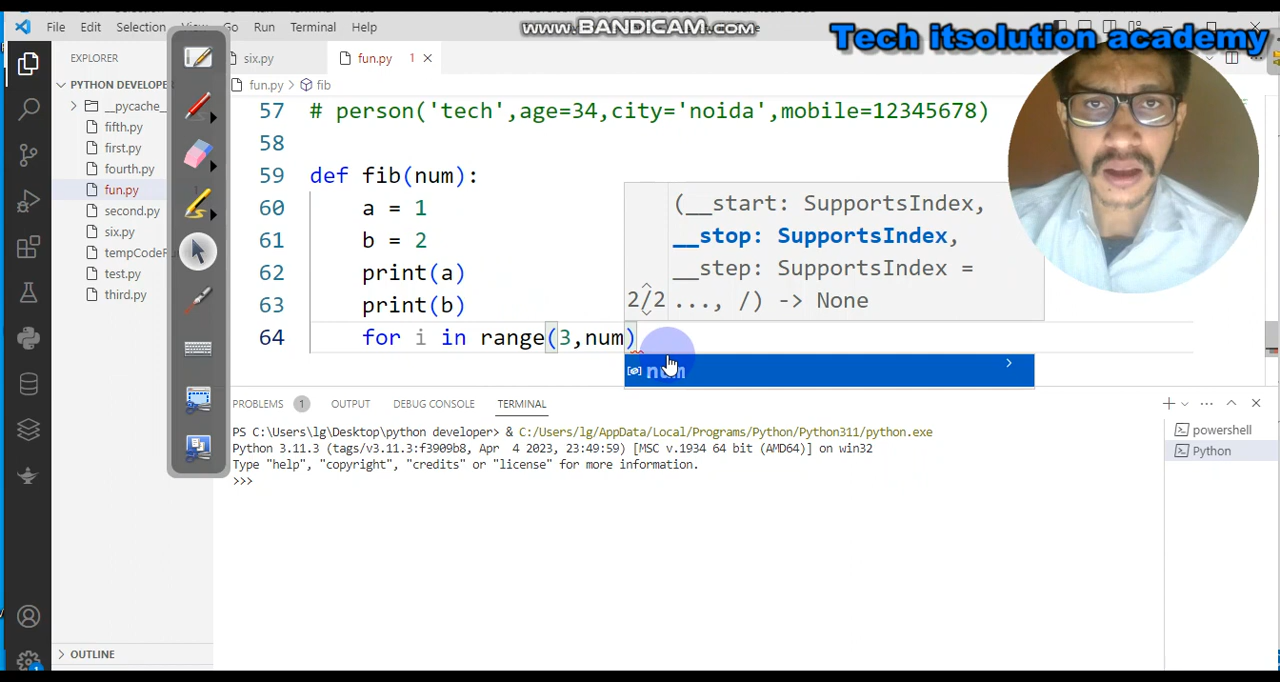 File Edit Selection View Go Run Terminal Help
www.BANDICAM.com
Tech itsolution academy
EXPLORER
six.py
fun.py 1
PYTHON DEVELOPE
fun.py > fib
__pycache_
fifth.py
first.py
fourth.py
fun.py
second.py
six.py
tempCodeR
test.py
third.py
57 # person('tech',age=34,city='noida',mobile=12345678)
58
59 def fib(num):
60 a = 1
61 b = 2
62 print(a)
63 print(b)
64 for i in range(3,num)
(__start: SupportsIndex,
__stop: SupportsIndex,
__step: SupportsIndex =
2/2 ..., /) -> None
num
PROBLEMS 1 OUTPUT DEBUG CONSOLE TERMINAL
PS C:\Users\lg\Desktop\python developer> & C:/Users/lg/AppData/Local/Programs/Python/Python311/python.exe
Python 3.11.3 (tags/v3.11.3:f3909b8, Apr 4 2023, 23:49:59) [MSC v.1934 64 bit (AMD64)] on win32
Type "help", "copyright", "credits" or "license" for more information.
>>>
powershell
Python
OUTLINE